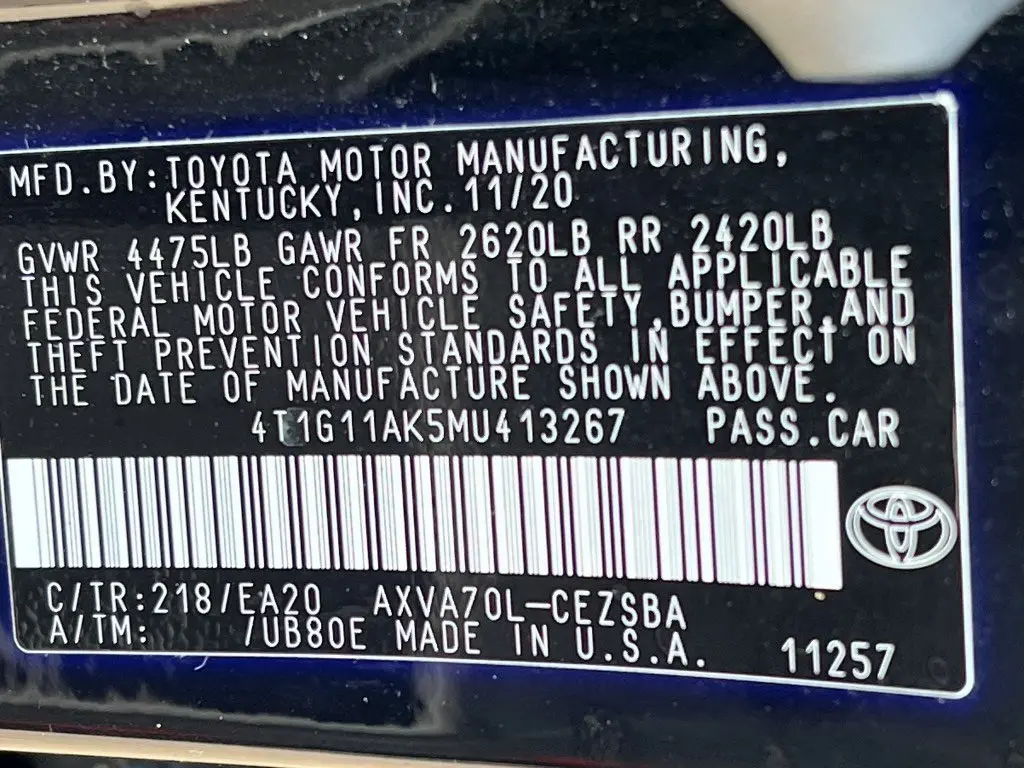 MFD.BY:TOYOTA MOTOR MANUFACTURING,
KENTUCKY,INC.11/20
GVWR 4475LB GAWR FR 2620LB RR 2420LB
THIS VEHICLE CONFORMS TO ALL APPLICABLE
FEDERAL MOTOR VEHICLE SAFETY,BUMPER,AND
THEFT PREVENTION STANDARDS IN EFFECT ON
THE DATE OF MANUFACTURE SHOWN ABOVE.
4T1G11AK5MU413267 PASS.CAR
C/TR:218/EA20 AXVA70L-CEZSBA
A/TM: /UB80E MADE IN U.S.A. 11257